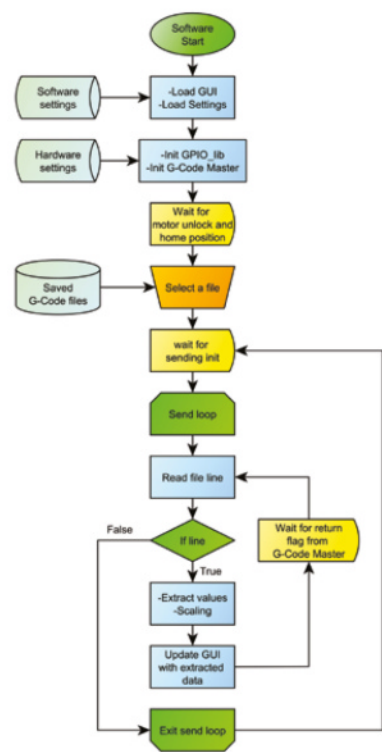 Software
Start
Software
settings
-Load GUI
-Load Settings
Hardware
settings
-Init GPIO_lib
-Init G-Code Master
Wait for
motor unlock and
home position
Saved
G-Code files
Select a file
wait for
sending init
Send loop
Read file line
False
If line
Wait for return
flag from
G-Code Master
True
-Extract values
-Scaling
Update GUI
with extracted
data
Exit send loop